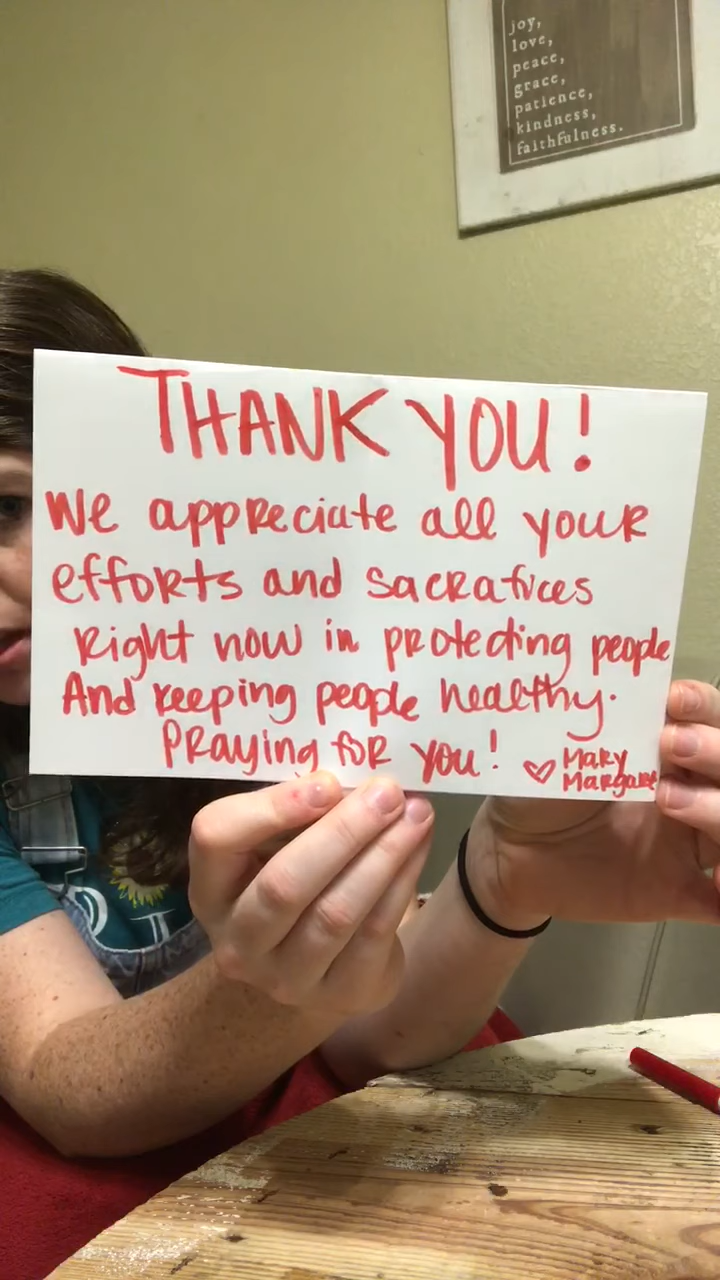 joy,
love,
peace,
grace,
patience,
kindness,
faithfulness.
THANK YOU!
We appreciate all your
efforts and sacrafices
Right now in protecting people
And keeping people healthy.
Praying for you! ♡ Mary
Margaret